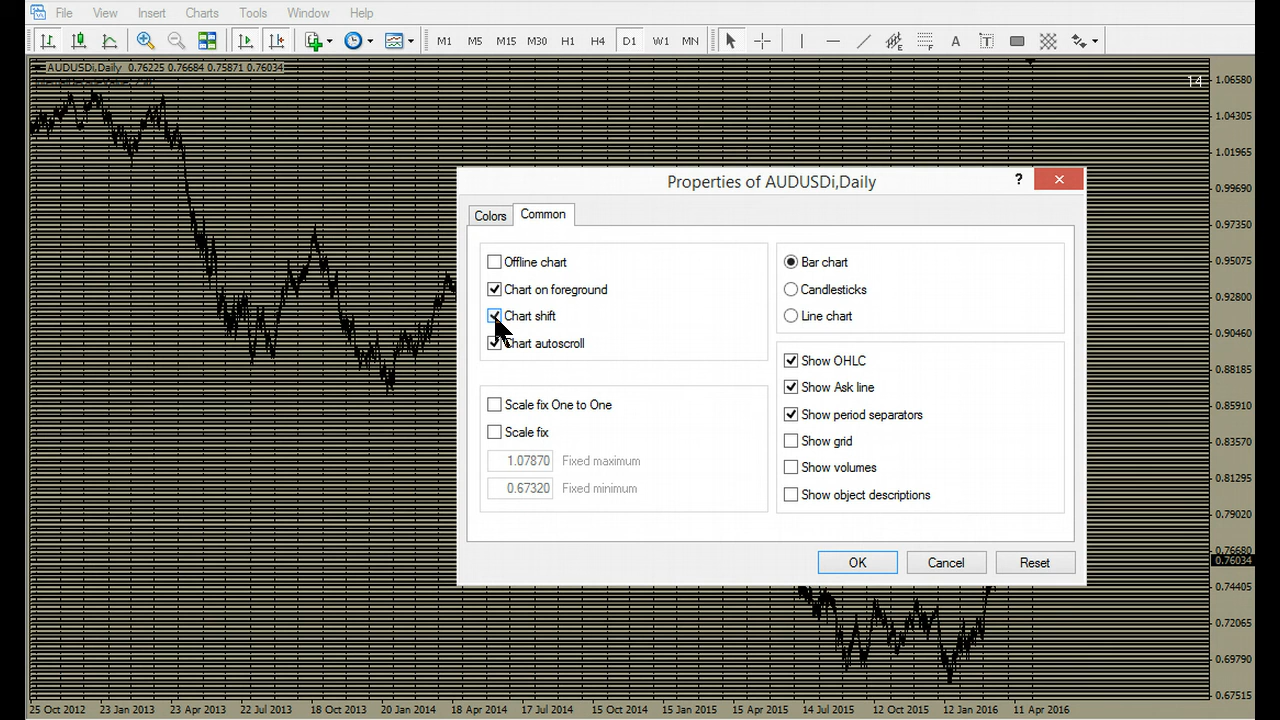 File View Insert Charts Tools Window Help
M1 M5 M15 M30 H1 H4 D1 W1 MN A T
AUDUSDi,Daily 0.76225 0.76684 0.75871 0.76034
14
1.06580
1.04305
1.01965
0.99690
0.97350
0.95075
0.92800
0.90460
0.88185
0.85910
0.83570
0.81295
0.79020
0.76680
0.76034
0.74405
0.72065
0.69790
0.67515
Properties of AUDUSDi,Daily
?
Colors Common
Offline chart
Chart on foreground
Chart shift
Chart autoscroll
Bar chart
Candlesticks
Line chart
Scale fix One to One
Scale fix
1.07870 Fixed maximum
0.67320 Fixed minimum
Show OHLC
Show Ask line
Show period separators
Show grid
Show volumes
Show object descriptions
OK Cancel Reset
25 Oct 2012 23 Jan 2013 23 Apr 2013 22 Jul 2013 18 Oct 2013 20 Jan 2014 18 Apr 2014 17 Jul 2014 15 Oct 2014 15 Jan 2015 15 Apr 2015 14 Jul 2015 12 Oct 2015 12 Jan 2016 11 Apr 2016